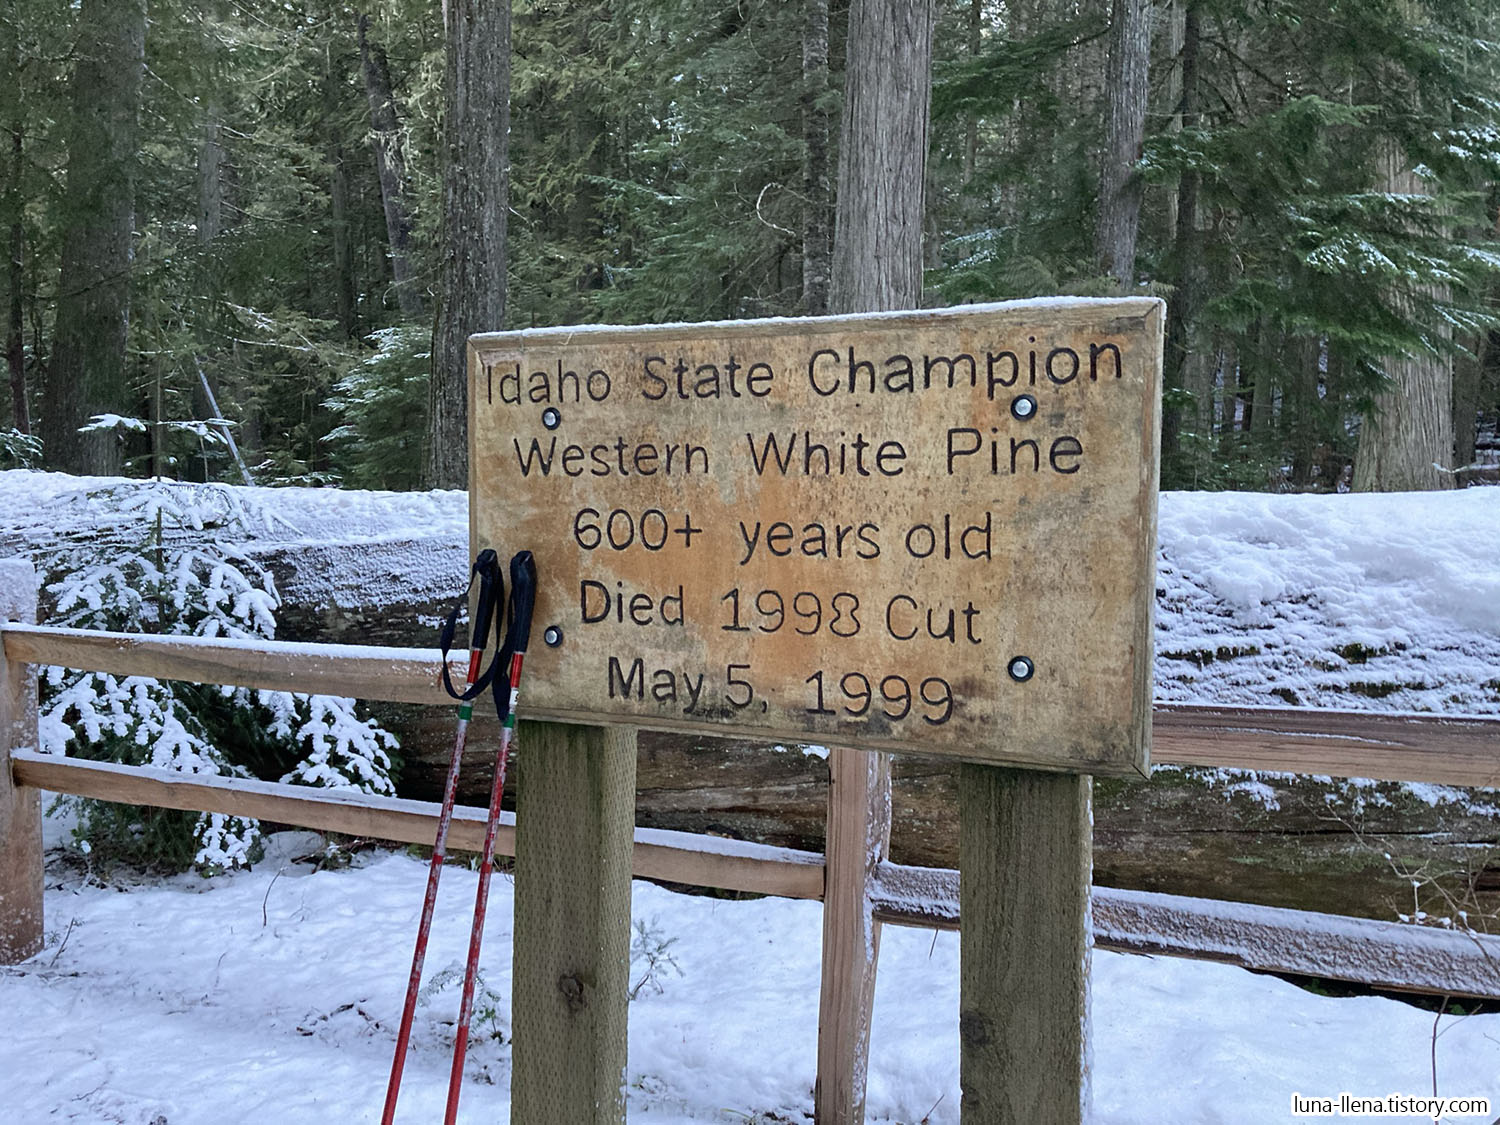 Idaho State Champion
Western White Pine
600+ years old
Died 1998 Cut
May 5, 1999
luna-llena.tistory.com